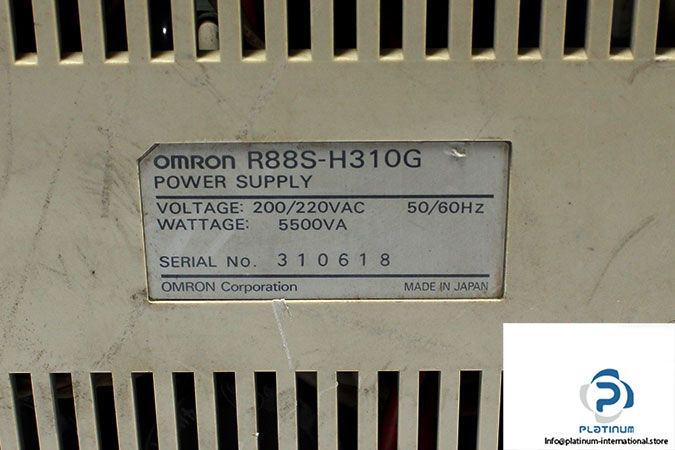 OMRON R88S-H310G
POWER SUPPLY
VOLTAGE: 200/220VAC 50/60Hz
WATTAGE: 5500VA
SERIAL No. 310618
OMRON Corporation MADE IN JAPAN
PLATINUM
Info@platinum-international.store